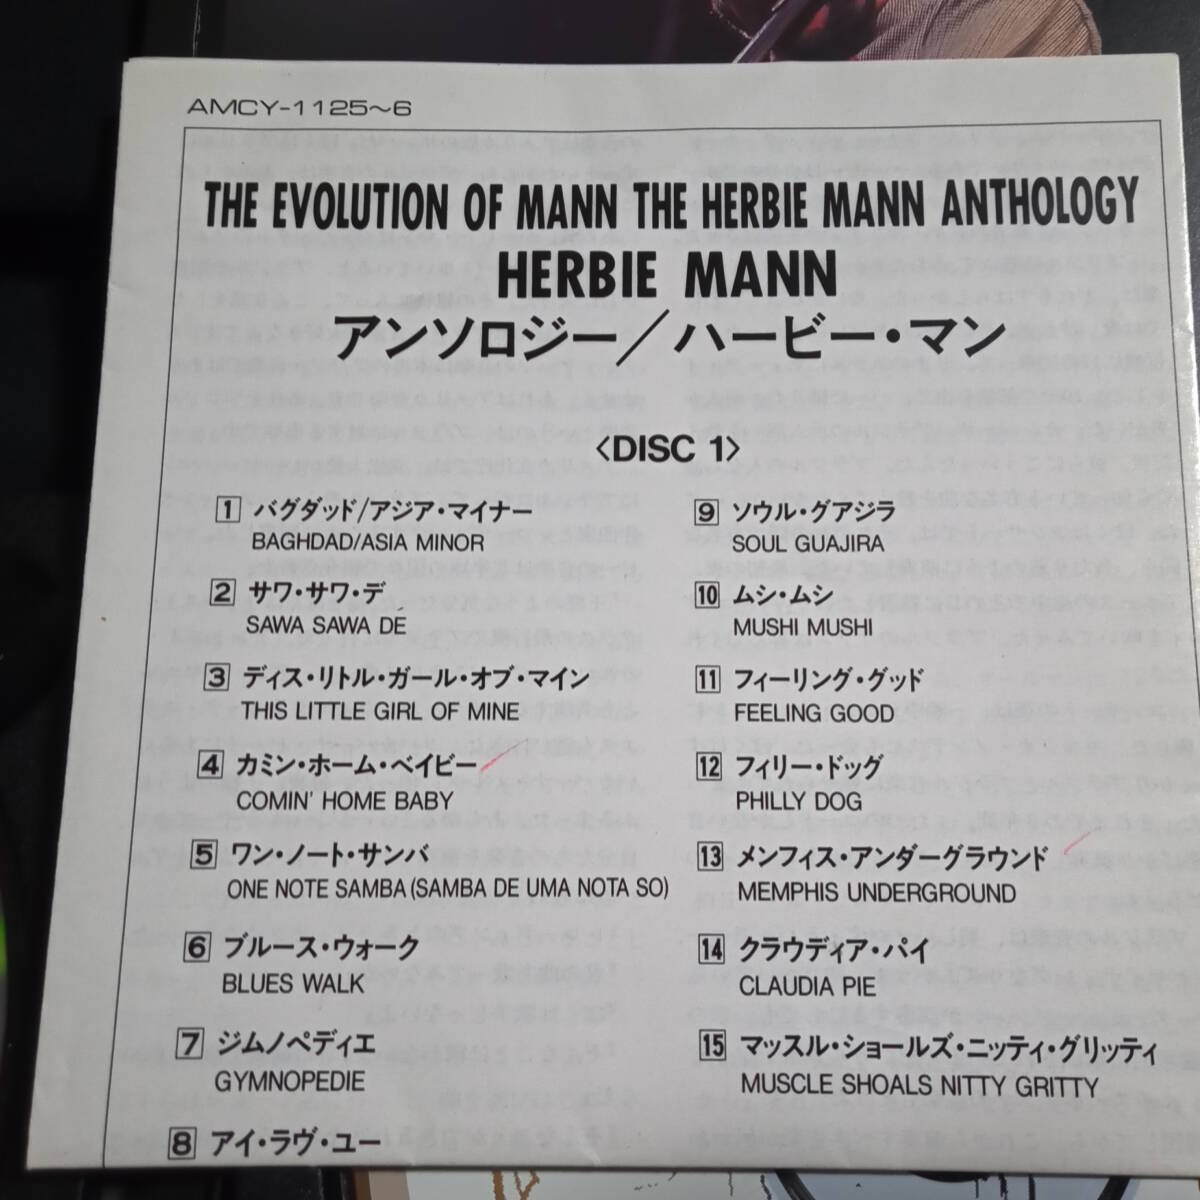 AMCY-1125~6
THE EVOLUTION OF MANN THE HERBIE MANN ANTHOLOGY
HERBIE MANN
アンソロジー/ハービー・マン
〈DISC 1〉
1 バグダッド/アジア・マイナー
BAGHDAD/ASIA MINOR
2 サワ・サワ・デ
SAWA SAWA DE
3 ディス・リトル・ガール・オブ・マイン
THIS LITTLE GIRL OF MINE
4 カミン・ホーム・ベイビー
COMIN' HOME BABY
5 ワン・ノート・サンバ
ONE NOTE SAMBA (SAMBA DE UMA NOTA SO)
6 ブルース・ウォーク
BLUES WALK
7 ジムノペディエ
GYMNOPEDIE
8 アイ・ラヴ・ユー
9 ソウル・グアジラ
SOUL GUAJIRA
10 ムシ・ムシ
MUSHI MUSHI
11 フィーリング・グッド
FEELING GOOD
12 フィリー・ドッグ
PHILLY DOG
13 メンフィス・アンダーグラウンド
MEMPHIS UNDERGROUND
14 クラウディア・パイ
CLAUDIA PIE
15 マッスル・ショールズ・ニッティ・グリッティ
MUSCLE SHOALS NITTY GRITTY